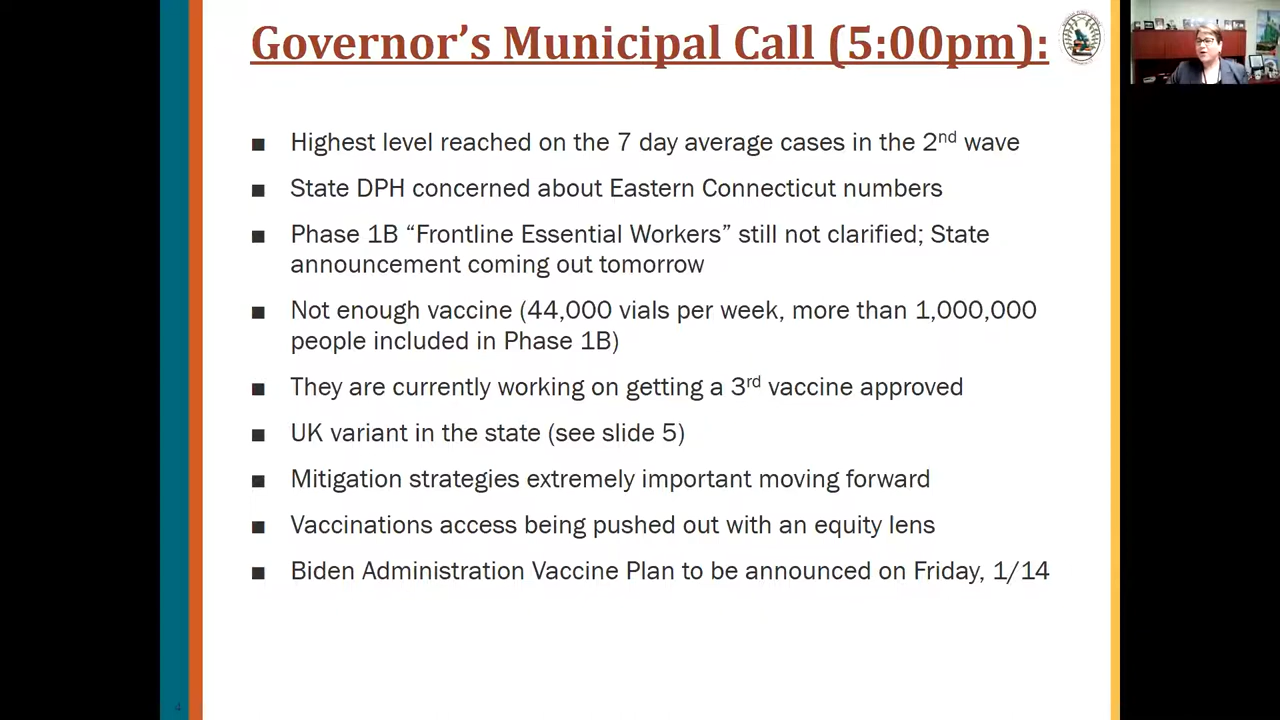 Governor’s Municipal Call (5:00pm):
■ Highest level reached on the 7 day average cases in the 2nd wave
■ State DPH concerned about Eastern Connecticut numbers
■ Phase 1B “Frontline Essential Workers” still not clarified; State
announcement coming out tomorrow
■ Not enough vaccine (44,000 vials per week, more than 1,000,000
people included in Phase 1B)
■ They are currently working on getting a 3rd vaccine approved
■ UK variant in the state (see slide 5)
■ Mitigation strategies extremely important moving forward
■ Vaccinations access being pushed out with an equity lens
■ Biden Administration Vaccine Plan to be announced on Friday, 1/14
4